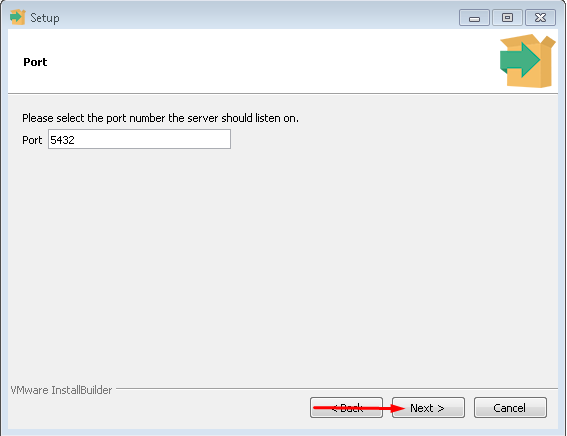 Setup
Port
Please select the port number the server should listen on.
Port 5432
VMware InstallBuilder
< Back Next > Cancel